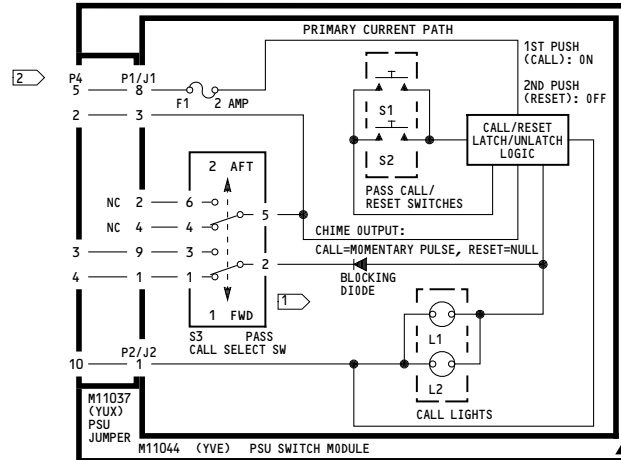 PRIMARY CURRENT PATH
1ST PUSH
(CALL): ON
2ND PUSH
(RESET): OFF
2
P4 P1/J1
5 8
F1 2 AMP
2 3
S1
S2
CALL/RESET
LATCH/UNLATCH
LOGIC
PASS CALL/
RESET SWITCHES
2 AFT
NC 2 6
5
NC 4 4
CHIME OUTPUT:
CALL=MOMENTARY PULSE, RESET=NULL
3 9 3
2
4 1 1
BLOCKING
DIODE
1
1 FWD
S3 PASS
CALL SELECT SW
L1
L2
P2/J2
10 1
CALL LIGHTS
M11037
(YUX)
PSU
JUMPER
M11044 (YVE) PSU SWITCH MODULE